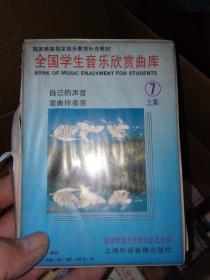 国家教委指定音乐教育补充教材
全国学生音乐欣赏曲库
BANK OF MUSIC ENJOYMENT FOR STUDENTS
自己的声音
歌曲伴奏带
7
上集
上海外语音像出版社